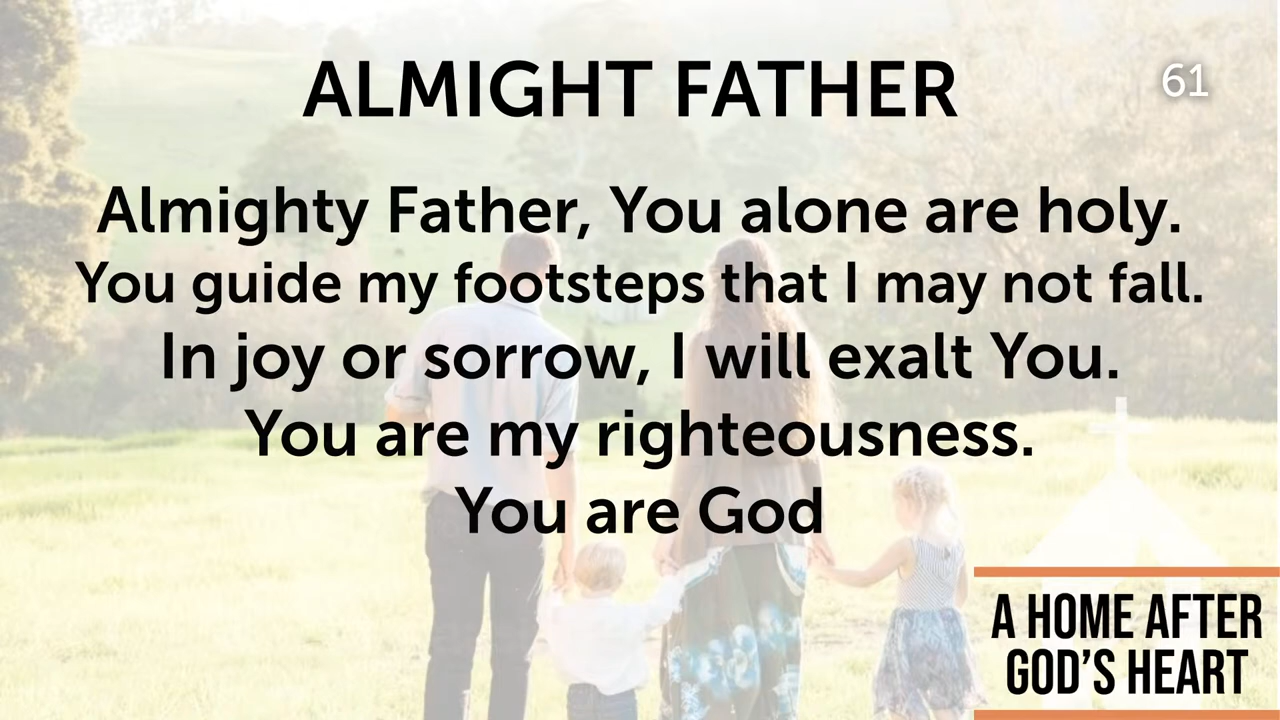 ALMIGHT FATHER
61
Almighty Father, You alone are holy.
You guide my footsteps that I may not fall.
In joy or sorrow, I will exalt You.
You are my righteousness.
You are God
A HOME AFTER
GOD’S HEART